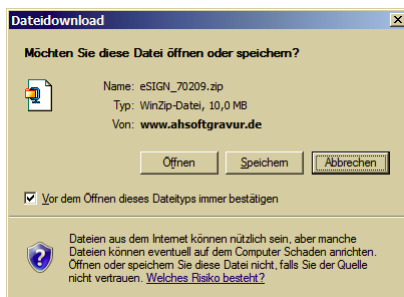 Dateidownload
Möchten Sie diese Datei öffnen oder speichern?
Name: eSIGN_70209.zip
Typ: WinZip-Datei, 10,0 MB
Von: www.ahsoftgravur.de
Öffnen Speichern Abbrechen
Vor dem Öffnen dieses Dateityps immer bestätigen
Dateien aus dem Internet können nützlich sein, aber manche
Dateien können eventuell auf dem Computer Schaden anrichten.
Öffnen oder speichern Sie diese Datei nicht, falls Sie der Quelle
nicht vertrauen. Welches Risiko besteht?